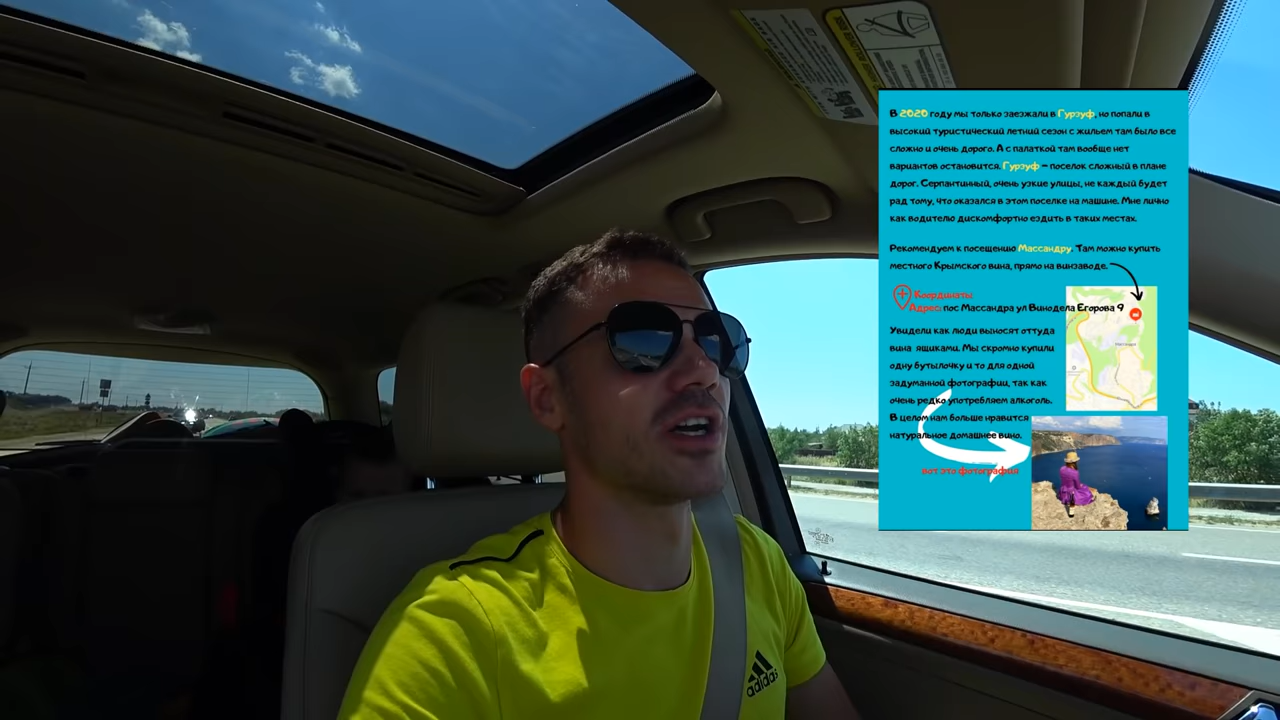 В 2020 году мы только заезжали в Гурзуф, но попали в
высокий туристический летний сезон с жильем там было все
сложно и очень дорого. А с палаткой там вообще нет
вариантов остановится. Гурзуф – поселок сложный в плане
дорог. Серпантинный, очень узкие улицы, не каждый будет
рад тому, что оказался в этом поселке на машине. Мне лично
как водителю дискомфортно ездить в таких местах.
Рекомендуем к посещению Массандру. Там можно купить
местного Крымского вина, прямо на винзаводе.
Координаты
Адрес: пос Массандра ул Винодела Егорова 9
Увидели как люди выносят оттуда
вина ящиками. Мы скромно купили
одну бутылочку и то для одной
задуманной фотографии, так как
очень редко употребляем алкоголь.
В целом нам больше нравится
натуральное домашнее вино.
вот это фотография
adidas